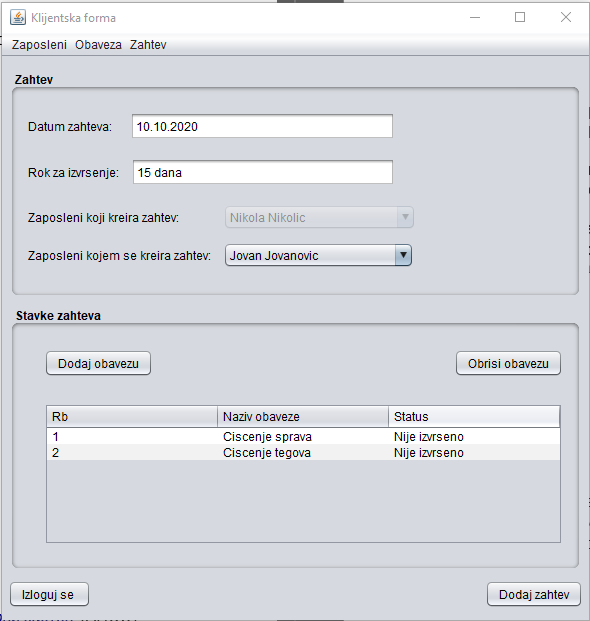 Klijentska forma
Zaposleni Obaveza Zahtev
Zahtev
Datum zahteva: 10.10.2020
Rok za izvrsenje: 15 dana
Zaposleni koji kreira zahtev: Nikola Nikolic
Zaposleni kojem se kreira zahtev: Jovan Jovanovic
Stavke zahteva
Dodaj obavezu Obrisi obavezu
Rb Naziv obaveze Status
1 Ciscenje sprava Nije izvrseno
2 Ciscenje tegova Nije izvrseno
Izloguj se Dodaj zahtev